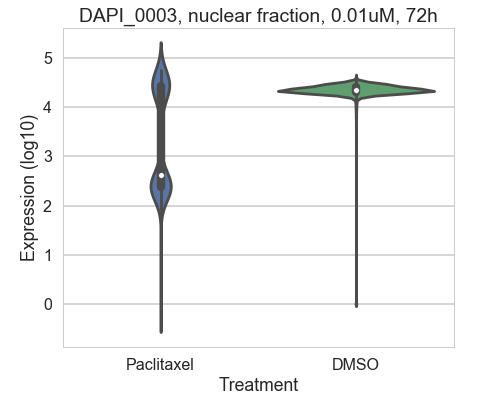 DAPI_0003, nuclear fraction, 0.01uM, 72h
Expression (log10)
5
4
3
2
1
0
Paclitaxel
DMSO
Treatment